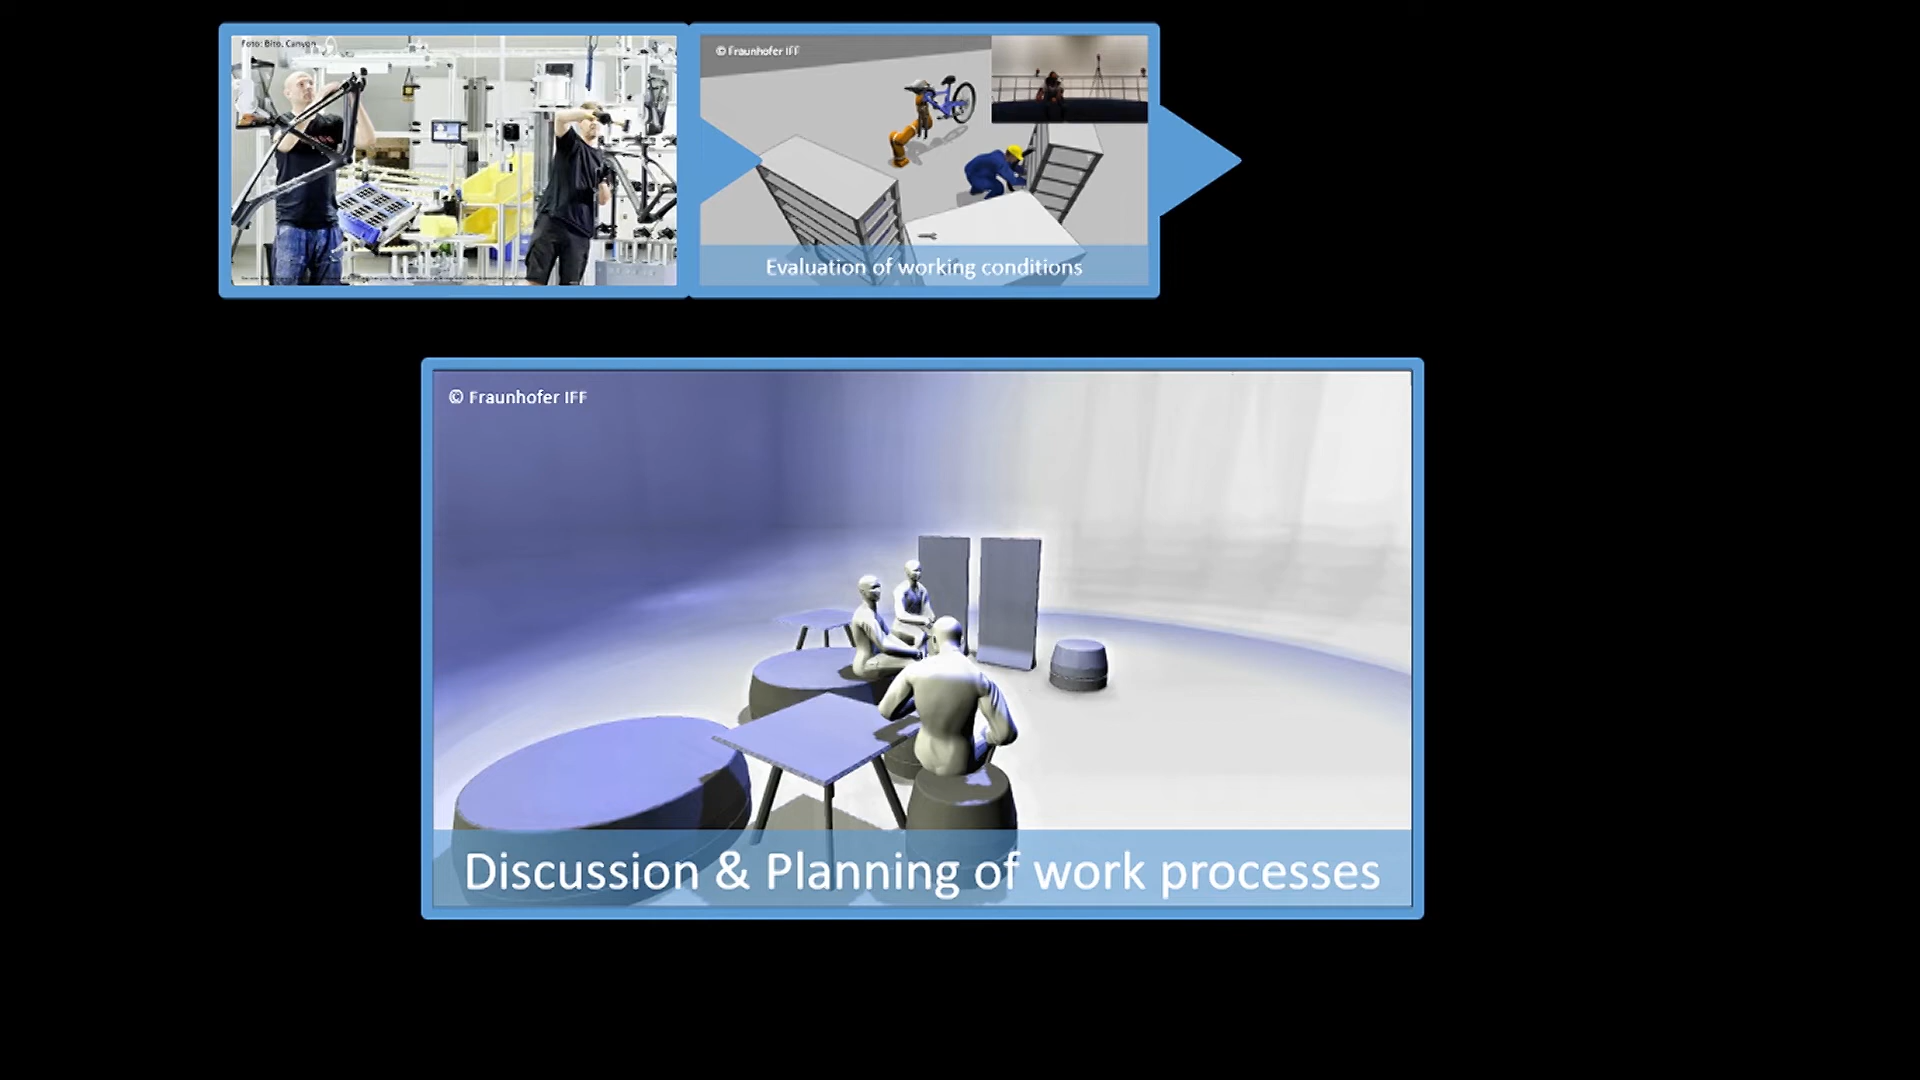 Foto: Bito, Canyon
© Fraunhofer IFF
Evaluation of working conditions
© Fraunhofer IFF
Discussion & Planning of work processes